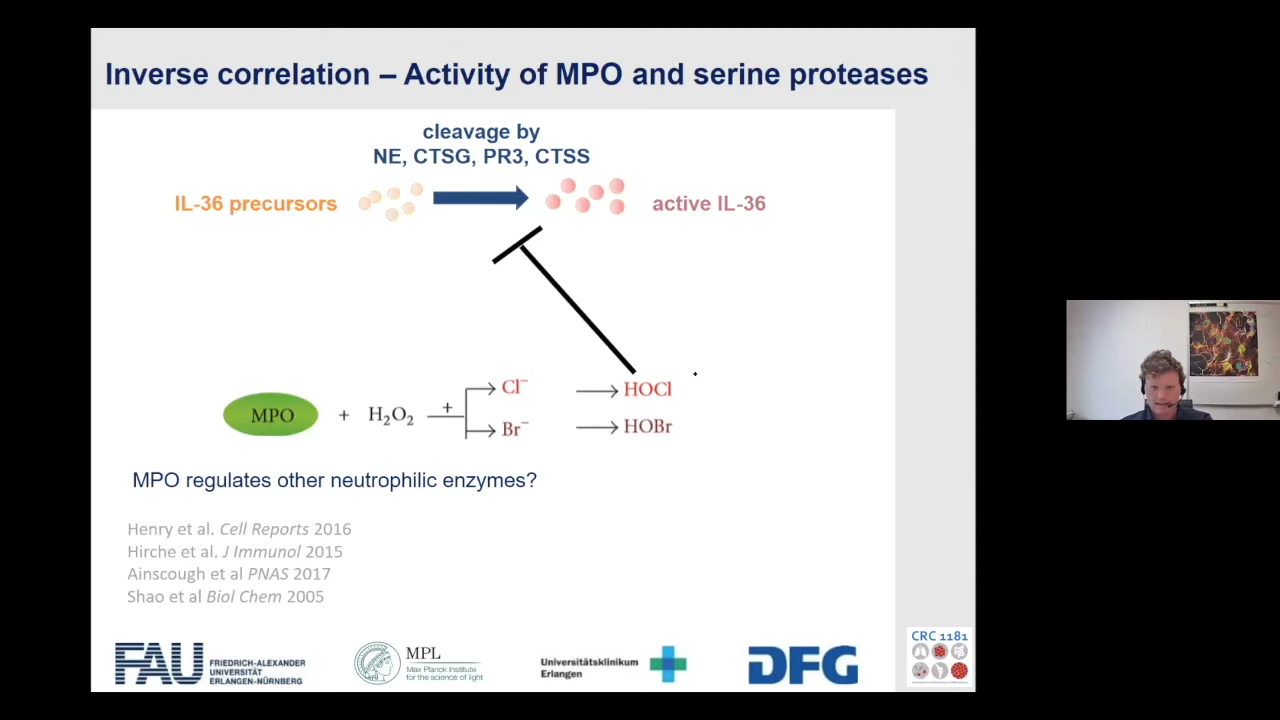 Inverse correlation – Activity of MPO and serine proteases
cleavage by
NE, CTSG, PR3, CTSS
IL-36 precursors
active IL-36
MPO + H₂O₂ + Cl⁻ HOCl
Br⁻ HOBr
MPO regulates other neutrophilic enzymes?
Henry et al. Cell Reports 2016
Hirche et al. J Immunol 2015
Ainscough et al PNAS 2017
Shao et al Biol Chem 2005
FAU
FRIEDRICH-ALEXANDER
UNIVERSITÄT
ERLANGEN-NÜRNBERG
MPL
Max Planck Institute
for the science of light
Universitätsklinikum
Erlangen
DFG
CRC 1181